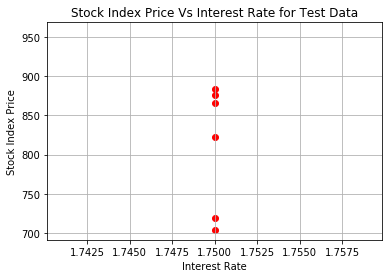 Stock Index Price Vs Interest Rate for Test Data
950
900
850
800
750
700
Stock Index Price
1.7425 1.7450 1.7475 1.7500 1.7525 1.7550 1.7575
Interest Rate